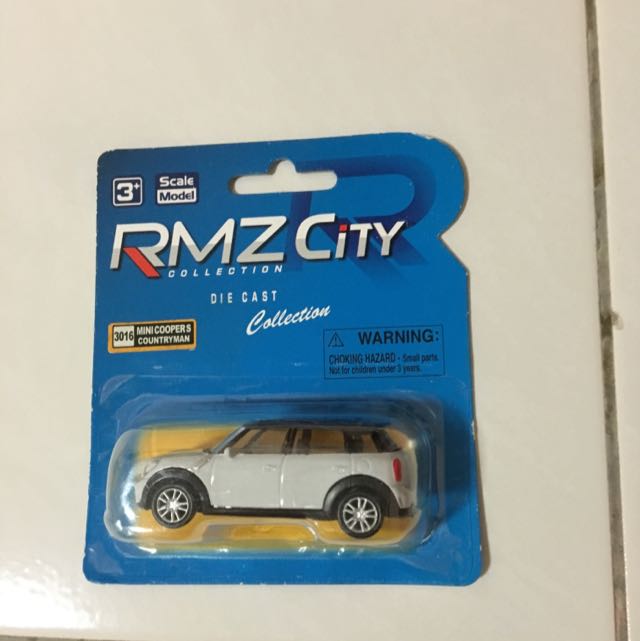 3+
Scale
Model
RMZ CiTY
COLLECTION
DIE CAST
Collection
3016 MINI COOPER S
COUNTRYMAN
WARNING:
CHOKING HAZARD - Small parts.
Not for children under 3 years.